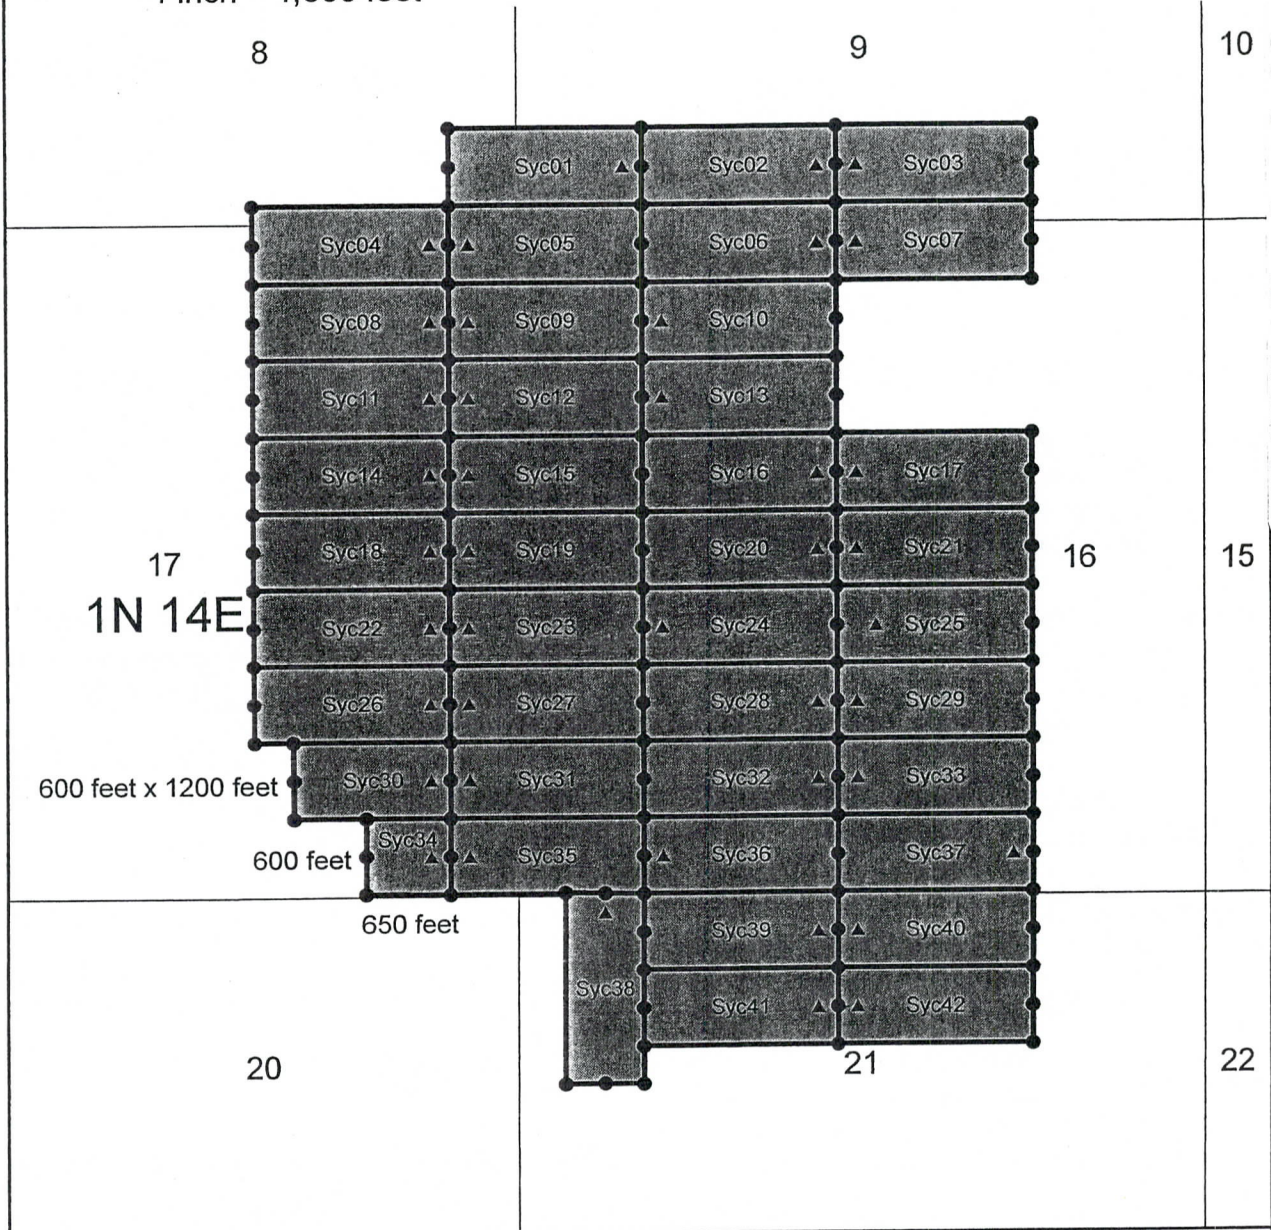 8
9
10
Syc01 Syc02 Syc03
Syc04 Syc05 Syc06 Syc07
Syc08 Syc09 Syc10
Syc11 Syc12 Syc13
Syc14 Syc15 Syc16 Syc17
Syc18 Syc19 Syc20 Syc21
17
16
15
1N 14E
Syc22 Syc23 Syc24 Syc25
Syc26 Syc27 Syc28 Syc29
600 feet x 1200 feet
Syc30 Syc31 Syc32 Syc33
600 feet
Syc34 Syc35 Syc36 Syc37
650 feet
Syc39 Syc40
Syc38
Syc41 Syc42
20
21
22